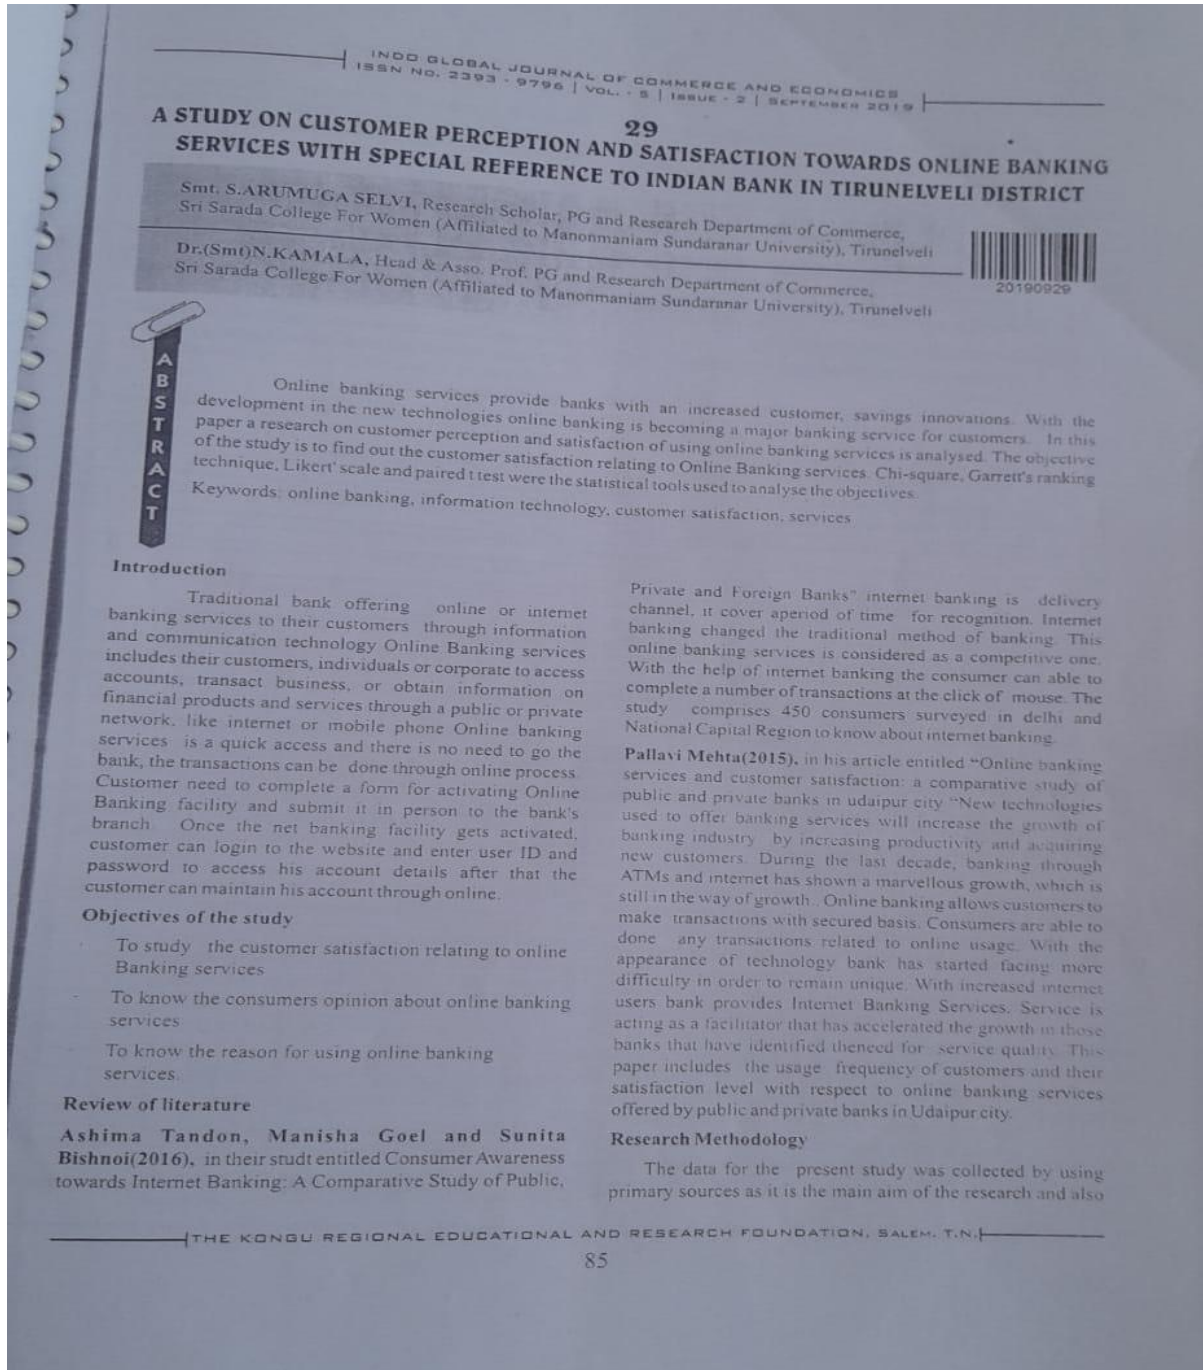 INDO GLOBAL JOURNAL OF COMMERCE AND ECONOMICS
ISSN NO. 2393 - 9796 | VOL. - 5 | ISSUE - 2 | SEPTEMBER 2019
29
A STUDY ON CUSTOMER PERCEPTION AND SATISFACTION TOWARDS ONLINE BANKING
SERVICES WITH SPECIAL REFERENCE TO INDIAN BANK IN TIRUNELVELI DISTRICT
Smt. S.ARUMUGA SELVI, Research Scholar, PG and Research Department of Commerce,
Sri Sarada College For Women (Affiliated to Manonmaniam Sundaranar University), Tirunelveli
Dr.(Smt)N.KAMALA, Head & Asso. Prof. PG and Research Department of Commerce,
Sri Sarada College For Women (Affiliated to Manonmaniam Sundaranar University), Tirunelveli
20190929
ABSTRACT
Online banking services provide banks with an increased customer, savings innovations. With the
development in the new technologies online banking is becoming a major banking service for customers. In this
paper a research on customer perception and satisfaction of using online banking services is analysed. The objective
of the study is to find out the customer satisfaction relating to Online Banking services. Chi-square, Garrett's ranking
technique, Likert' scale and paired t test were the statistical tools used to analyse the objectives.
Keywords: online banking, information technology, customer satisfaction, services
Introduction
Traditional bank offering online or internet
banking services to their customers through information
and communication technology Online Banking services
includes their customers, individuals or corporate to access
accounts, transact business, or obtain information on
financial products and services through a public or private
network, like internet or mobile phone Online banking
services is a quick access and there is no need to go the
bank, the transactions can be done through online process.
Customer need to complete a form for activating Online
Banking facility and submit it in person to the bank's
branch. Once the net banking facility gets activated,
customer can login to the website and enter user ID and
password to access his account details after that the
customer can maintain his account through online.
Objectives of the study
To study the customer satisfaction relating to online
Banking services
To know the consumers opinion about online banking
services
To know the reason for using online banking
services.
Review of literature
Ashima Tandon, Manisha Goel and Sunita
Bishnoi(2016), in their studt entitled Consumer Awareness
towards Internet Banking: A Comparative Study of Public,
Private and Foreign Banks" internet banking is delivery
channel, it cover aperiod of time for recognition. Internet
banking changed the traditional method of banking. This
online banking services is considered as a competitive one.
With the help of internet banking the consumer can able to
complete a number of transactions at the click of mouse. The
study comprises 450 consumers surveyed in delhi and
National Capital Region to know about internet banking.
Pallavi Mehta(2015), in his article entitled "Online banking
services and customer satisfaction: a comparative study of
public and private banks in udaipur city "New technologies
used to offer banking services will increase the growth of
banking industry by increasing productivity and acquiring
new customers. During the last decade, banking through
ATMs and internet has shown a marvellous growth, which is
still in the way of growth.. Online banking allows customers to
make transactions with secured basis. Consumers are able to
done any transactions related to online usage. With the
appearance of technology bank has started facing more
difficulty in order to remain unique. With increased internet
users bank provides Internet Banking Services. Service is
acting as a facilitator that has accelerated the growth in those
banks that have identified theneed for service quality. This
paper includes the usage frequency of customers and their
satisfaction level with respect to online banking services
offered by public and private banks in Udaipur city.
Research Methodology
The data for the present study was collected by using
primary sources as it is the main aim of the research and also
THE KONGU REGIONAL EDUCATIONAL AND RESEARCH FOUNDATION, SALEM. T.N.
85